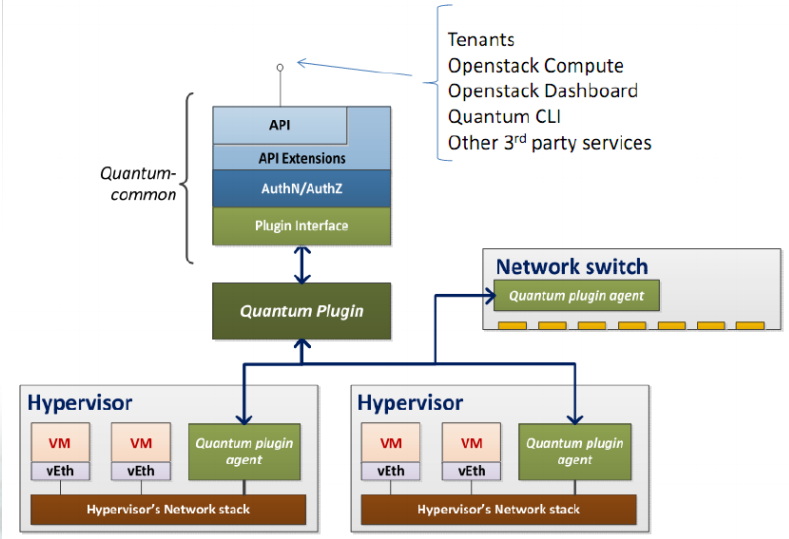 Tenants
Openstack Compute
Openstack Dashboard
Quantum CLI
Other 3rd party services
Quantum-
common
API
API Extensions
AuthN/AuthZ
Plugin Interface
Quantum Plugin
Network switch
Quantum plugin agent
Hypervisor
VM
vEth
VM
vEth
Quantum plugin
agent
Hypervisor's Network stack
Hypervisor
VM
vEth
VM
vEth
Quantum plugin
agent
Hypervisor's Network stack